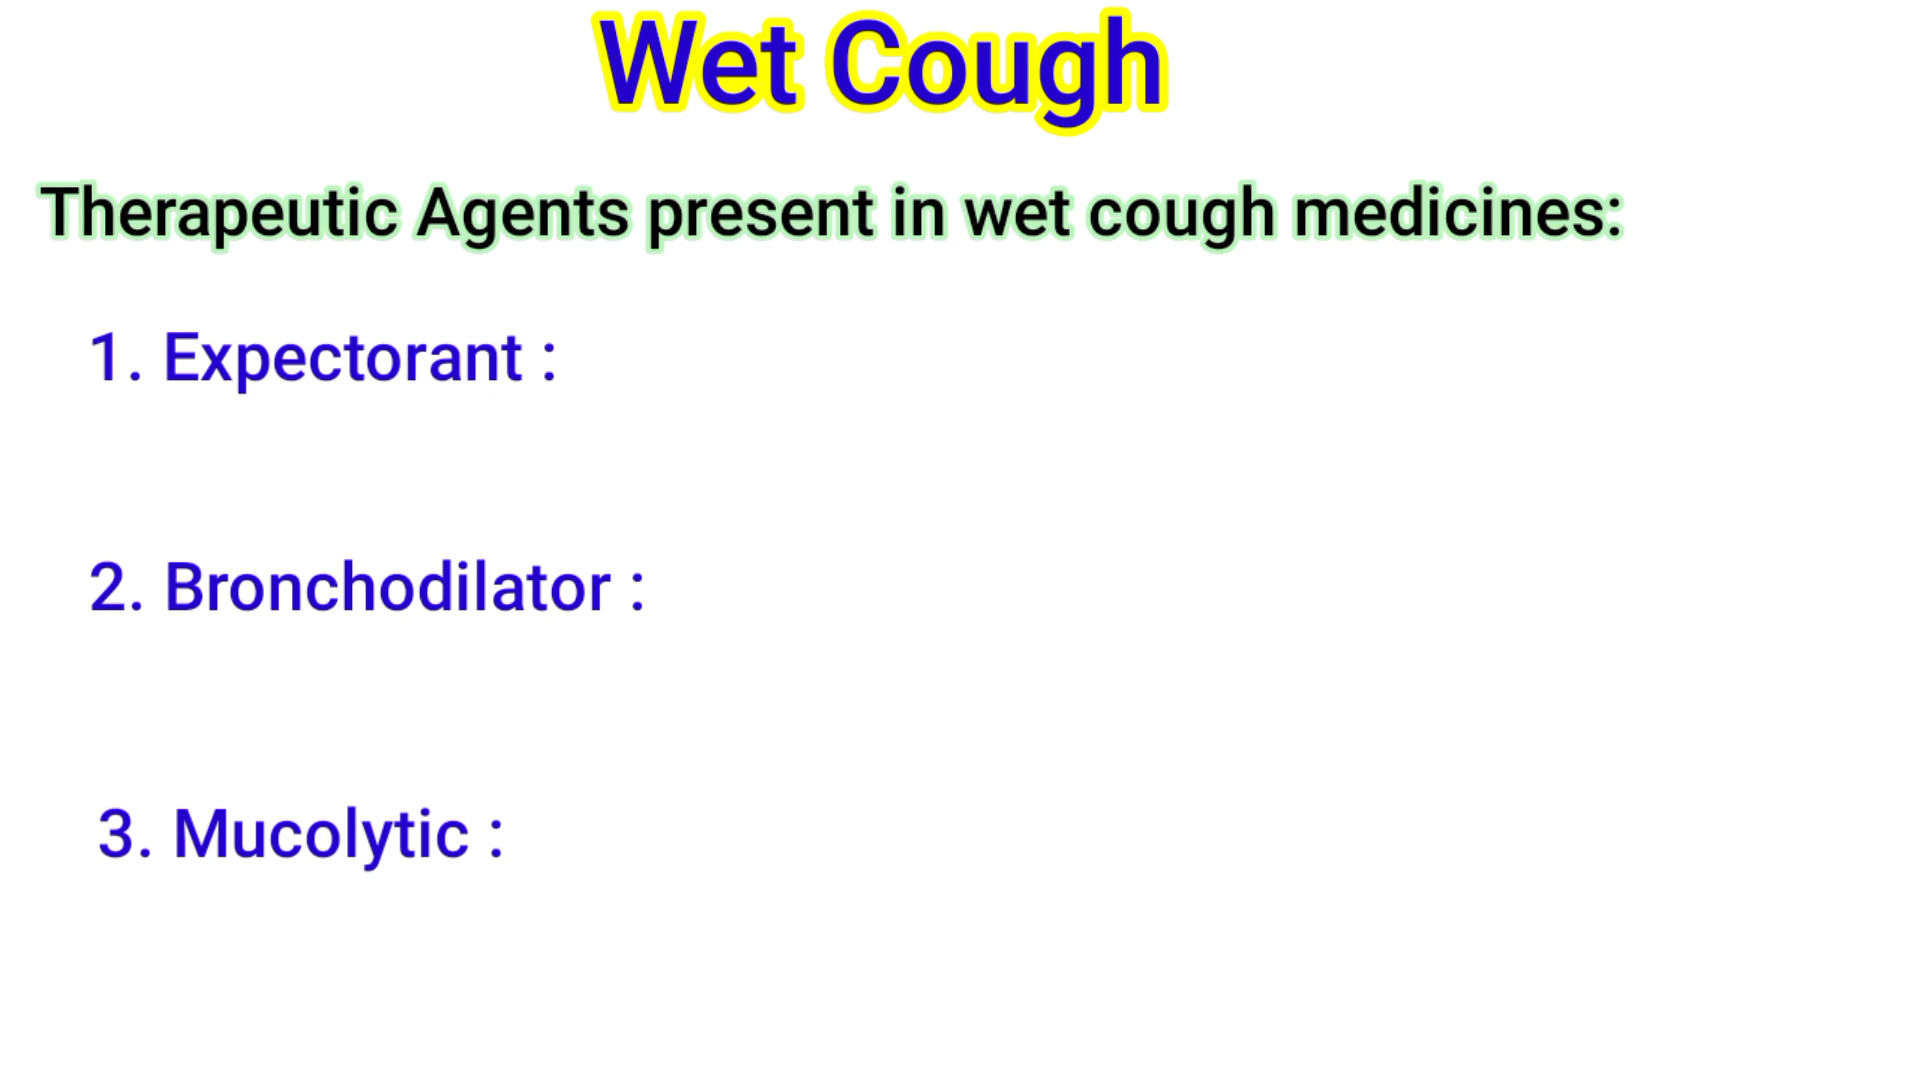 Wet Cough
Therapeutic Agents present in wet cough medicines:
1. Expectorant :
2. Bronchodilator :
3. Mucolytic :